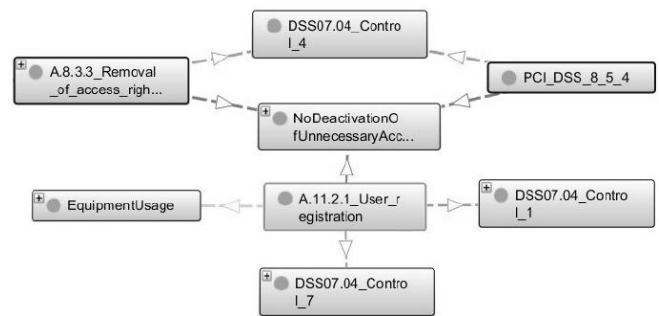 DSS07.04_Contro
l_4
A.8.3.3_Removal
_of_access_righ...
PCI_DSS_8_5_4
NoDeactivationO
fUnnecessaryAcc...
EquipmentUsage
A.11.2.1_User_r
egistration
DSS07.04_Contro
l_1
DSS07.04_Contro
l_7